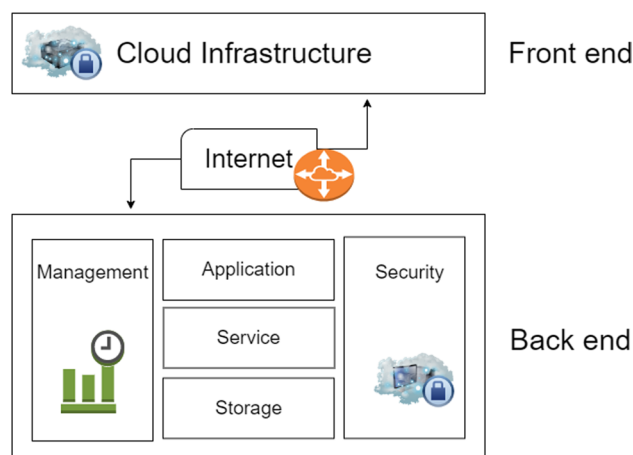 Cloud Infrastructure
Front end
Internet
Management
Application
Security
Service
Back end
Storage